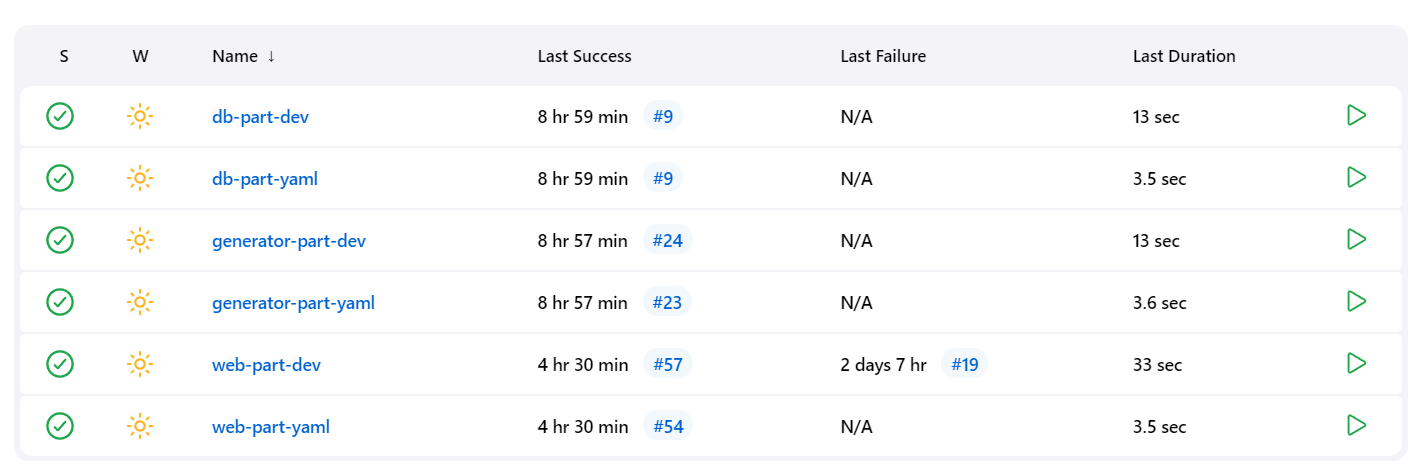 S W Name ↓ Last Success Last Failure Last Duration
db-part-dev 8 hr 59 min #9 N/A 13 sec
db-part-yaml 8 hr 59 min #9 N/A 3.5 sec
generator-part-dev 8 hr 57 min #24 N/A 13 sec
generator-part-yaml 8 hr 57 min #23 N/A 3.6 sec
web-part-dev 4 hr 30 min #57 2 days 7 hr #19 33 sec
web-part-yaml 4 hr 30 min #54 N/A 3.5 sec